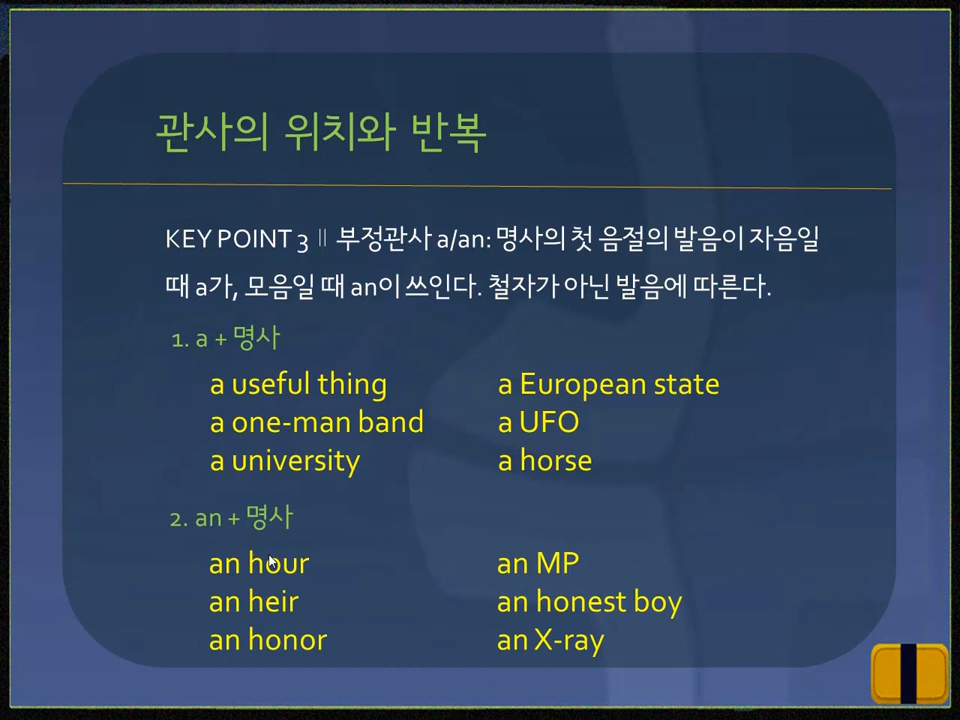 관사의 위치와 반복
KEY POINT 3 || 부정관사 a/an: 명사의 첫 음절의 발음이 자음일
때 a가, 모음일 때 an이 쓰인다. 철자가 아닌 발음에 따른다.
1. a + 명사
a useful thing a European state
a one-man band a UFO
a university a horse
2. an + 명사
an hour an MP
an heir an honest boy
an honor an X-ray